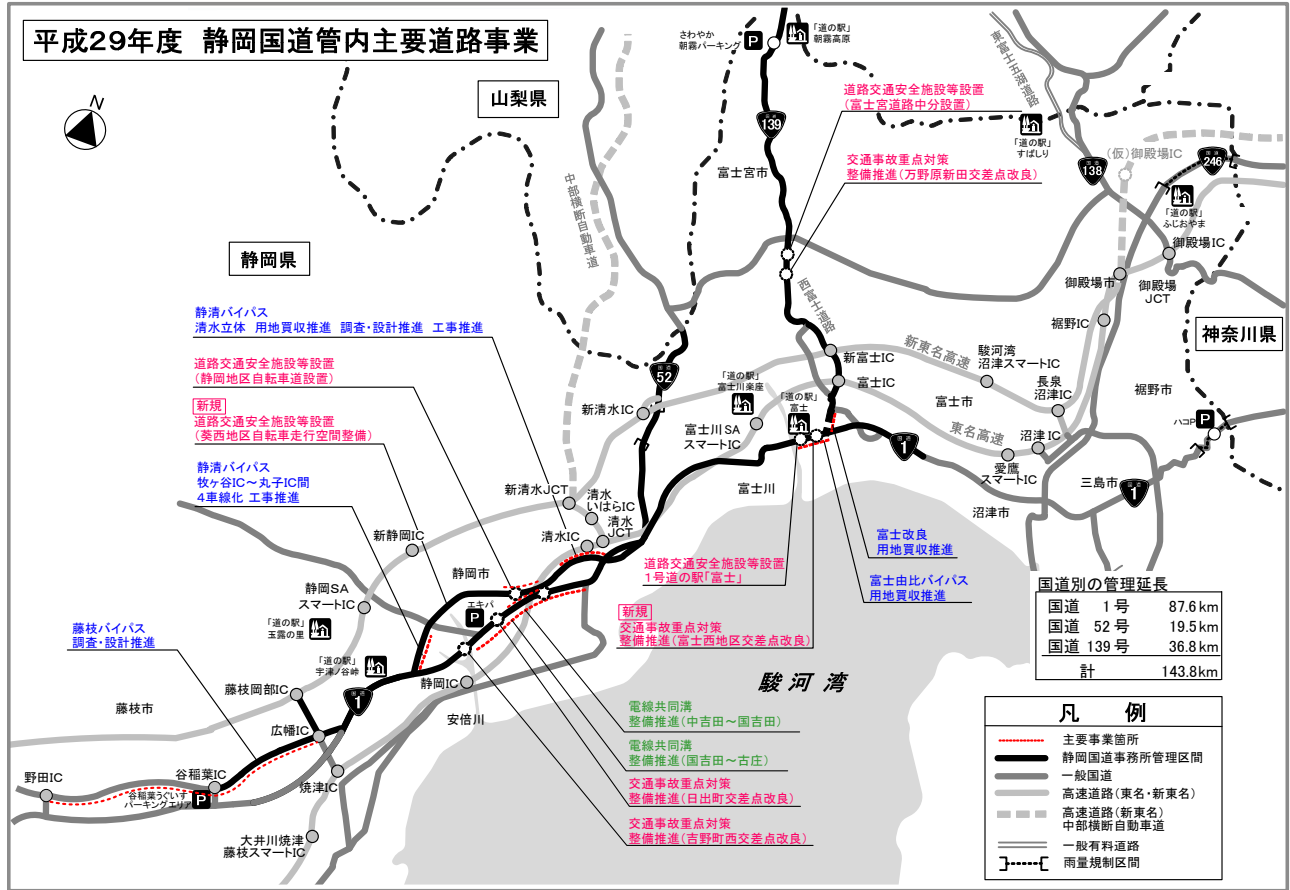 平成29年度 静岡国道管内主要道路事業
N
山梨県
静岡県
神奈川県
さわやか
朝霧パーキング
P
「道の駅」
朝霧高原
国道
139
東富士五湖道路
道路交通安全施設等設置
(富士宮道路中分設置)
交通事故重点対策
整備推進(万野原新田交差点改良)
「道の駅」
すばしり
(仮)御殿場IC
国道
138
国道
246
「道の駅」
ふじおやま
御殿場IC
御殿場市
御殿場
JCT
富士宮市
中部横断自動車道
西富士道路
裾野IC
裾野市
静清バイパス
清水立体 用地買収推進 調査・設計推進 工事推進
道路交通安全施設等設置
(静岡地区自転車道設置)
新規
道路交通安全施設等設置
(葵西地区自転車走行空間整備)
静清バイパス
牧ヶ谷IC～丸子IC間
4車線化 工事推進
国道
52
新清水IC
「道の駅」
富士川楽座
富士川SA
スマートIC
「道の駅」
富士
新富士IC
富士IC
新東名高速
東名高速
駿河湾
沼津スマートIC
長泉
沼津IC
富士市
沼津IC
愛鷹
スマートIC
国道
1
ハコP
P
三島市
国道
1
沼津市
富士川
新清水JCT
清水
いはらIC
清水
JCT
清水IC
新静岡IC
静岡市
静岡SA
スマートIC
「道の駅」
玉露の里
エキパ
P
「道の駅」
宇津ノ谷峠
藤枝バイパス
調査・設計推進
藤枝岡部IC
国道
1
静岡IC
安倍川
藤枝市
広幡IC
谷稲葉IC
野田IC
谷稲葉うぐいす
パーキングエリア
P
焼津IC
大井川焼津
藤枝スマートIC
道路交通安全施設等設置
1号道の駅「富士」
新規
交通事故重点対策
整備推進(富士西地区交差点改良)
富士改良
用地買収推進
富士由比バイパス
用地買収推進
駿河湾
電線共同溝
整備推進(中吉田～国吉田)
電線共同溝
整備推進(国吉田～古庄)
交通事故重点対策
整備推進(日出町交差点改良)
交通事故重点対策
整備推進(吉野町西交差点改良)
国道別の管理延長
国道 1号 87.6km
国道 52号 19.5km
国道 139号 36.8km
計 143.8km
凡例
主要事業箇所
静岡国道事務所管理区間
一般国道
高速道路(東名・新東名)
高速道路(新東名)
中部横断自動車道
一般有料道路
雨量規制区間